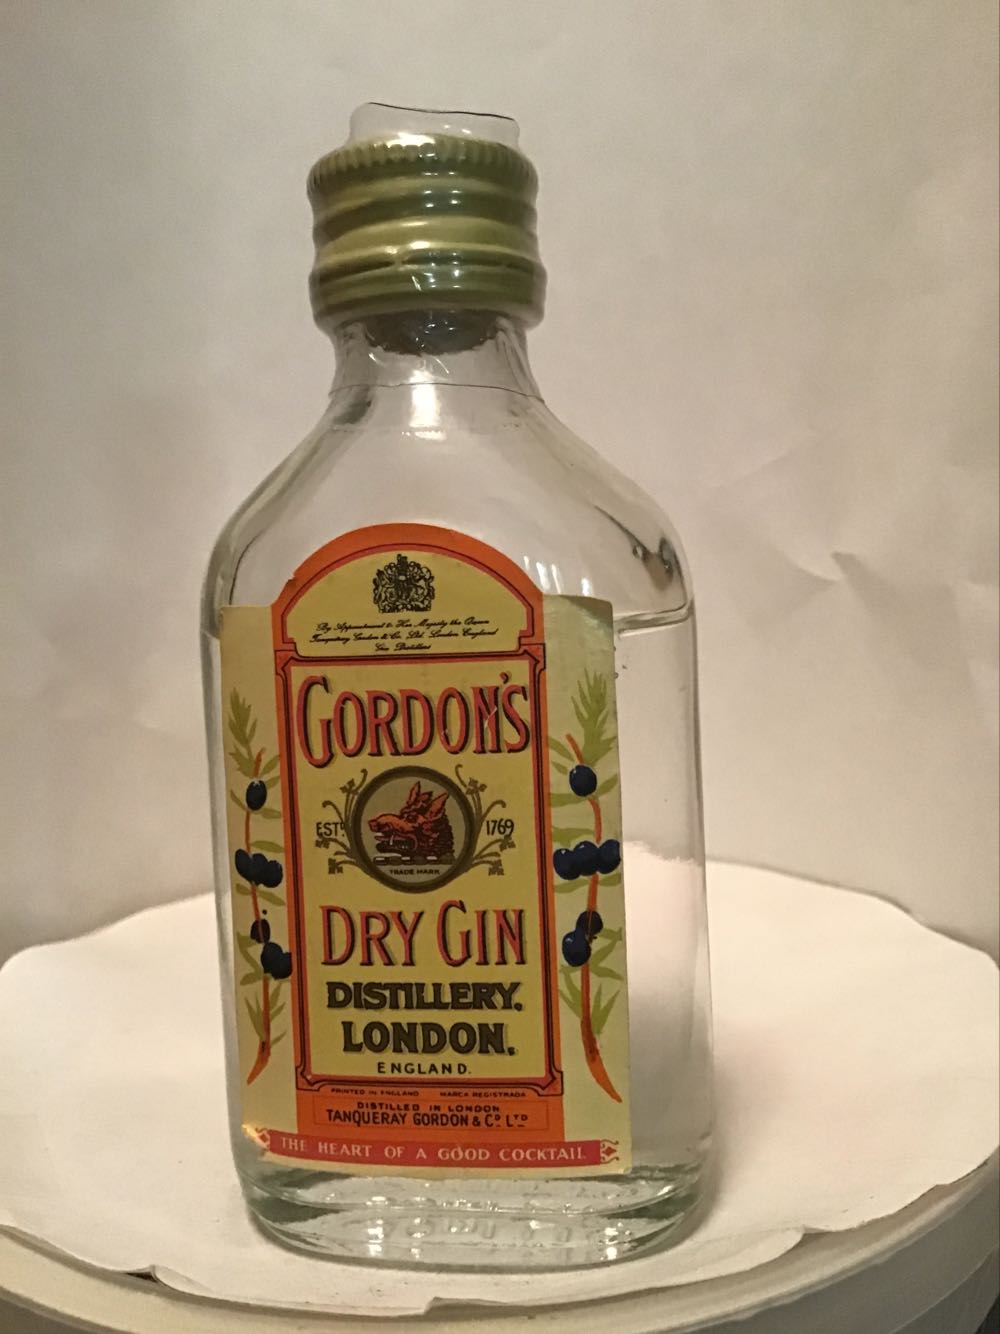 By Appointment to Her Majesty the Queen
Tanqueray Gordon & Co. Ltd. London England
Gin Distillers
GORDON'S
ESTD. 1769
TRADE MARK
DRY GIN
DISTILLERY,
LONDON,
ENGLAND.
PRINTED IN ENGLAND MARCA REGISTRADA
DISTILLED IN LONDON
TANQUERAY GORDON & Co. LTD
THE HEART OF A GOOD COCKTAIL